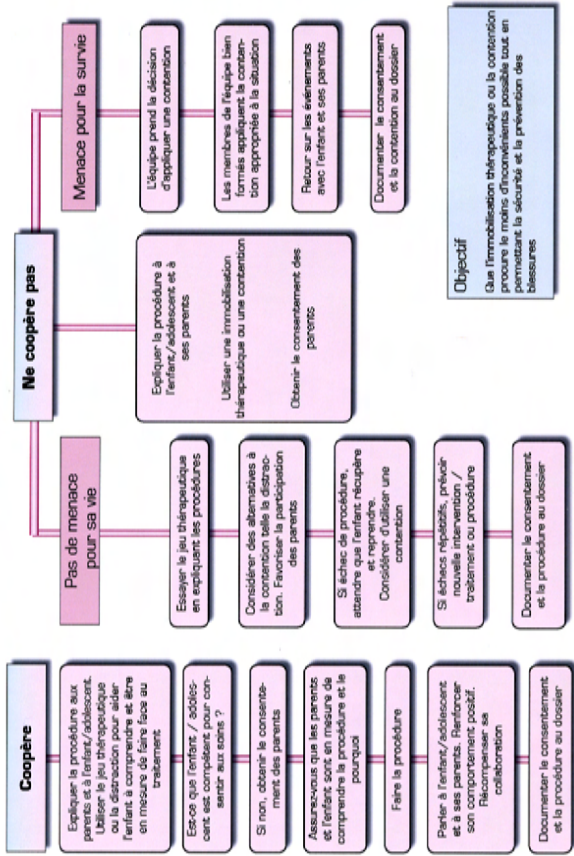 Coopère
Expliquer la procédure aux
parents et à l'enfant/adolescent.
Utiliser le jeu thérapeutique
ou la distraction pour aider
l'enfant à comprendre et être
en mesure de faire face au
traitement
Est-ce que l'enfant / adoles-
cent est compétent pour con-
sentir aux soins ?
Si non, obtenir le consente-
ment des parents
Assurez-vous que les parents
et l'enfant sont en mesure de
comprendre la procédure et le
pourquoi
Faire la procédure
Parler à l'enfant/adolescent
et à ses parents. Renforcer
son comportement positif.
Récompenser sa
collaboration
Documenter le consentement
et la procédure au dossier
Ne coopère pas
Pas de menace
pour sa vie
Essayer le jeu thérapeutique
en expliquant les procédures
Considérer des alternatives à
la contention telle la distrac-
tion. Favoriser la participation
des parents
Si échec de procédure,
attendre que l'enfant récupère
et reprendre.
Considérer d'utiliser une
contention
Si échecs répétitifs, prévoir
nouvelle intervention /
traitement ou procédure
Documenter le consentement
et la procédure au dossier
Expliquer la procédure à
l'enfant/adolescent et à
ses parents
Utiliser une immobilisation
thérapeutique ou une contention
Obtenir le consentement des
parents
Menace pour la survie
L'équipe prend la décision
d'appliquer une contention
Les membres de l'équipe bien
formés appliquent la conten-
tion appropriée à la situation
Retour sur les événements
avec l'enfant et ses parents
Documenter le consentement
et la contention au dossier
Objectif
Que l'immobilisation thérapeutique ou la contention
procure le moins d'inconvénients possible tout en
permettant la sécurité et la prévention des
blessures